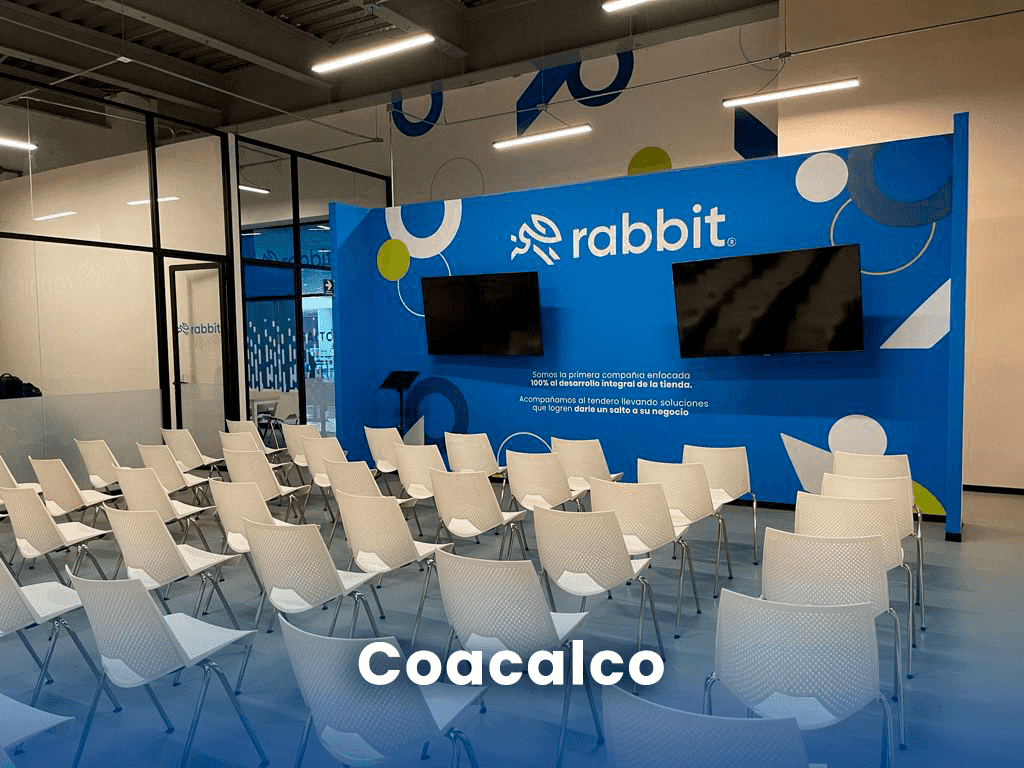 rabbit®
rabbit
Somos la primera compañia enfocada
100% al desarrollo integral de la tienda.
Acompañamos al tendero llevando soluciones
que logren darle un salto a su negocio
Coacalco